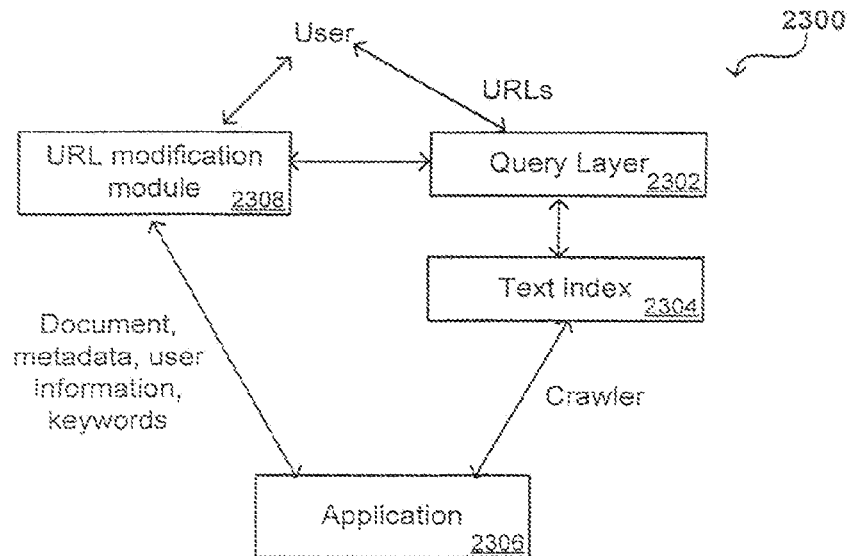 2300
User
URLs
URL modification
module
2308
Query Layer
2302
Text index
2304
Document,
metadata, user
information,
keywords
Crawler
Application
2306